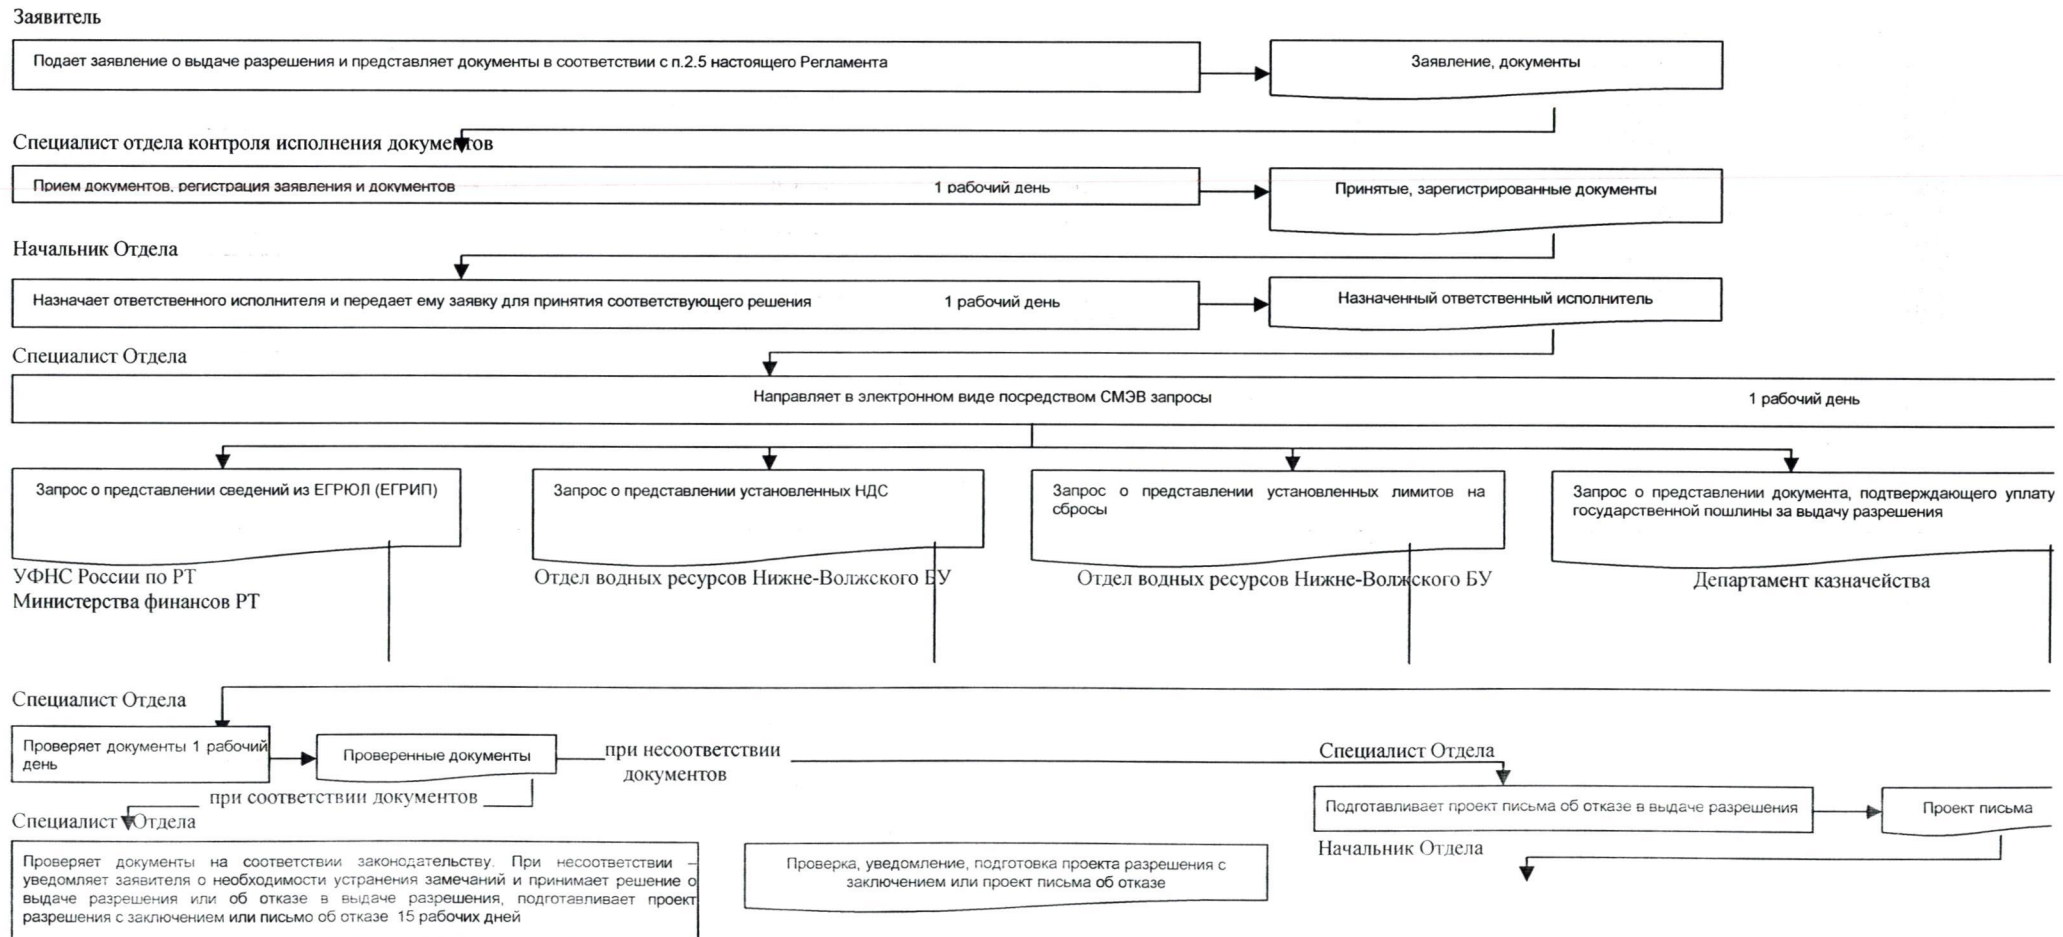 Заявитель
Подает заявление о выдаче разрешения и представляет документы в соответствии с п.2.5 настоящего Регламента
Заявление, документы
Специалист отдела контроля исполнения документов
Прием документов, регистрация заявления и документов 1 рабочий день
Принятые, зарегистрированные документы
Начальник Отдела
Назначает ответственного исполнителя и передает ему заявку для принятия соответствующего решения 1 рабочий день
Назначенный ответственный исполнитель
Специалист Отдела
Направляет в электронном виде посредством СМЭВ запросы 1 рабочий день
Запрос о представлении сведений из ЕГРЮЛ (ЕГРИП)
Запрос о представлении установленных НДС
Запрос о представлении установленных лимитов на
сбросы
Запрос о представлении документа, подтверждающего уплату
государственной пошлины за выдачу разрешения
УФНС России по РТ
Министерства финансов РТ
Отдел водных ресурсов Нижне-Волжского БУ
Отдел водных ресурсов Нижне-Волжского БУ
Департамент казначейства
Специалист Отдела
Проверяет документы 1 рабочий
день
Проверенные документы
при несоответствии
документов
Специалист Отдела
при соответствии документов
Подготавливает проект письма об отказе в выдаче разрешения
Проект письма
Специалист Отдела
Начальник Отдела
Проверяет документы на соответствии законодательству. При несоответствии –
уведомляет заявителя о необходимости устранения замечаний и принимает решение о
выдаче разрешения или об отказе в выдаче разрешения, подготавливает проект
разрешения с заключением или письмо об отказе 15 рабочих дней
Проверка, уведомление, подготовка проекта разрешения с
заключением или проект письма об отказе